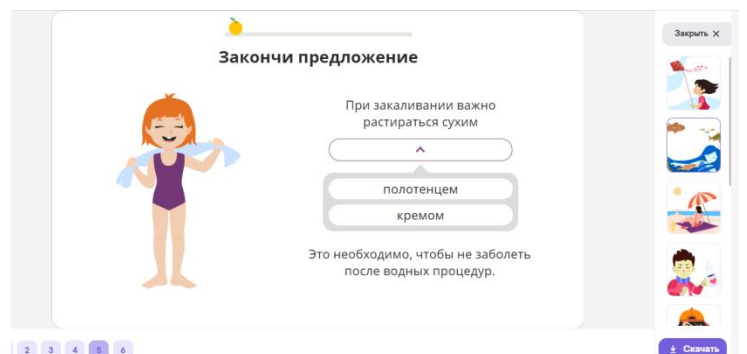 Закрыть X
Закончи предложение
При закаливании важно
растираться сухим
полотенцем
кремом
Это необходимо, чтобы не заболеть
после водных процедур.
2 3 4 5 6
Скачать